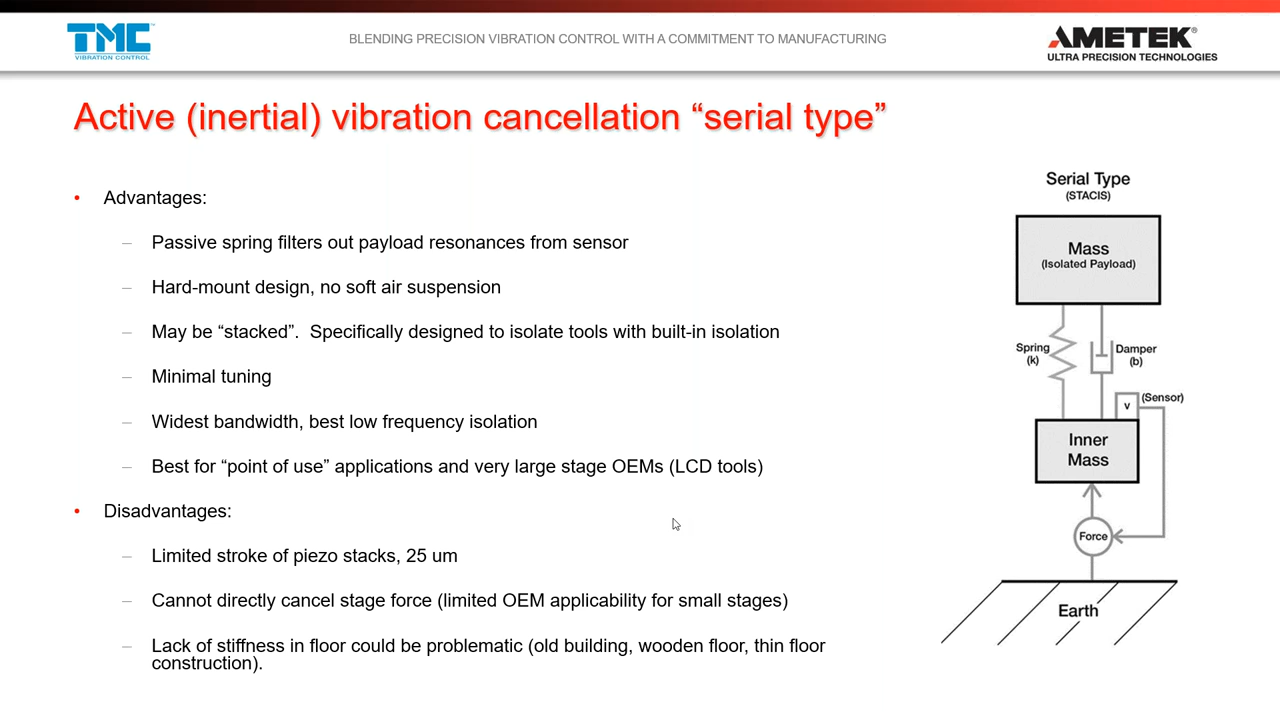 TMC
VIBRATION CONTROL
BLENDING PRECISION VIBRATION CONTROL WITH A COMMITMENT TO MANUFACTURING
AMETEK®
ULTRA PRECISION TECHNOLOGIES
Active (inertial) vibration cancellation “serial type”
• Advantages:
– Passive spring filters out payload resonances from sensor
– Hard-mount design, no soft air suspension
– May be “stacked”.  Specifically designed to isolate tools with built-in isolation
– Minimal tuning
– Widest bandwidth, best low frequency isolation
– Best for “point of use” applications and very large stage OEMs (LCD tools)
• Disadvantages:
– Limited stroke of piezo stacks, 25 um
– Cannot directly cancel stage force (limited OEM applicability for small stages)
– Lack of stiffness in floor could be problematic (old building, wooden floor, thin floor
construction).
Serial Type
(STACIS)
Mass
(Isolated Payload)
Spring
(k)
Damper
(b)
v
(Sensor)
Inner
Mass
Force
Earth